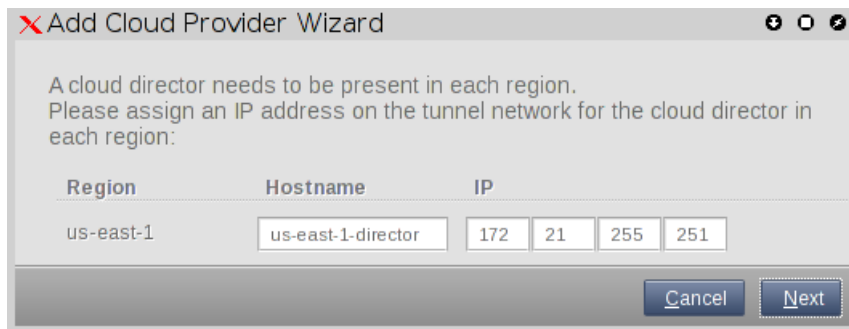 Add Cloud Provider Wizard
A cloud director needs to be present in each region.
Please assign an IP address on the tunnel network for the cloud director in
each region:
Region Hostname IP
us-east-1 us-east-1-director 172 21 255 251
Cancel Next